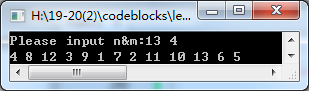 H:\19-20(2)\codeblocks\le...
Please input n&m:13 4
4 8 12 3 9 1 7 2 11 10 13 6 5